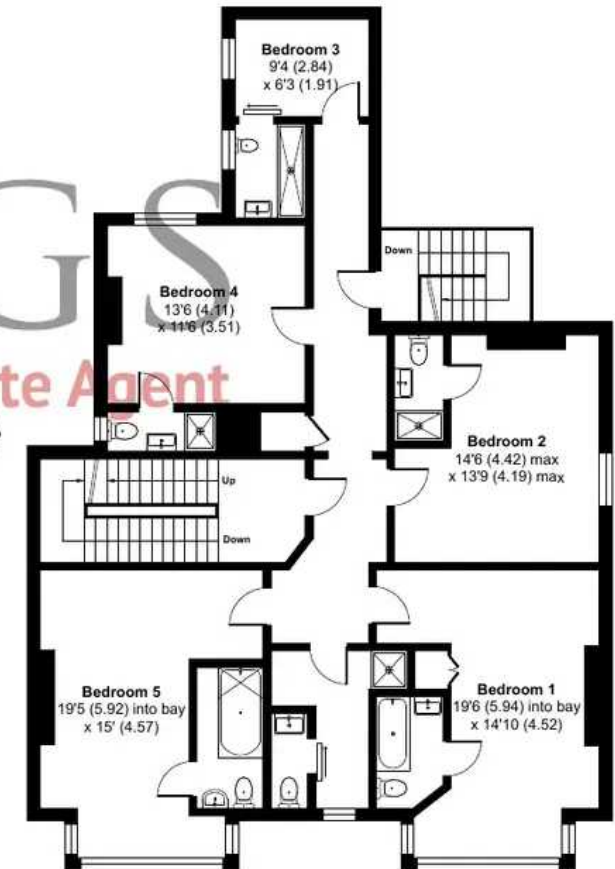 Bedroom 3
9'4 (2.84)
x 6'3 (1.91)
GS
Down
Bedroom 4
13'6 (4.11)
x 11'6 (3.51)
te Agent
Bedroom 2
14'6 (4.42) max
x 13'9 (4.19) max
Up
Down
Bedroom 5
19'5 (5.92) into bay
x 15' (4.57)
Bedroom 1
19'6 (5.94) into bay
x 14'10 (4.52)